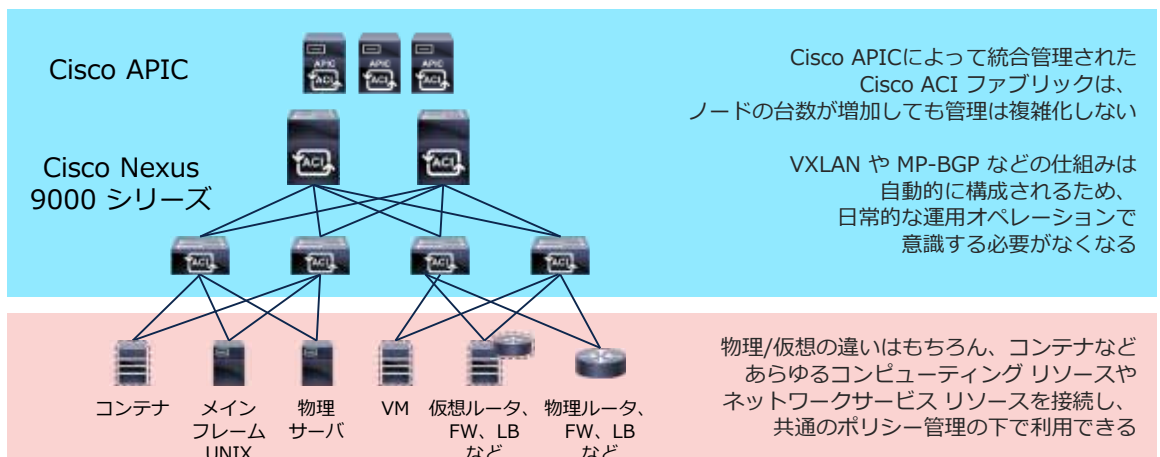 Cisco APIC
APIC
APIC
APIC
ACI
ACI
ACI
Cisco APICによって統合管理された
Cisco ACI ファブリックは、
ノードの台数が増加しても管理は複雑化しない
Cisco Nexus
9000 シリーズ
ACI
ACI
VXLAN や MP-BGP などの仕組みは
自動的に構成されるため、
日常的な運用オペレーションで
意識する必要がなくなる
ACI
ACI
ACI
ACI
物理/仮想の違いはもちろん、コンテナなど
あらゆるコンピューティング リソースや
ネットワークサービス リソースを接続し、
共通のポリシー管理の下で利用できる
コンテナ
メイン
フレーム
UNIX
物理
サーバ
VM
仮想ルータ、
FW、LB
など
物理ルータ、
FW、LB
など